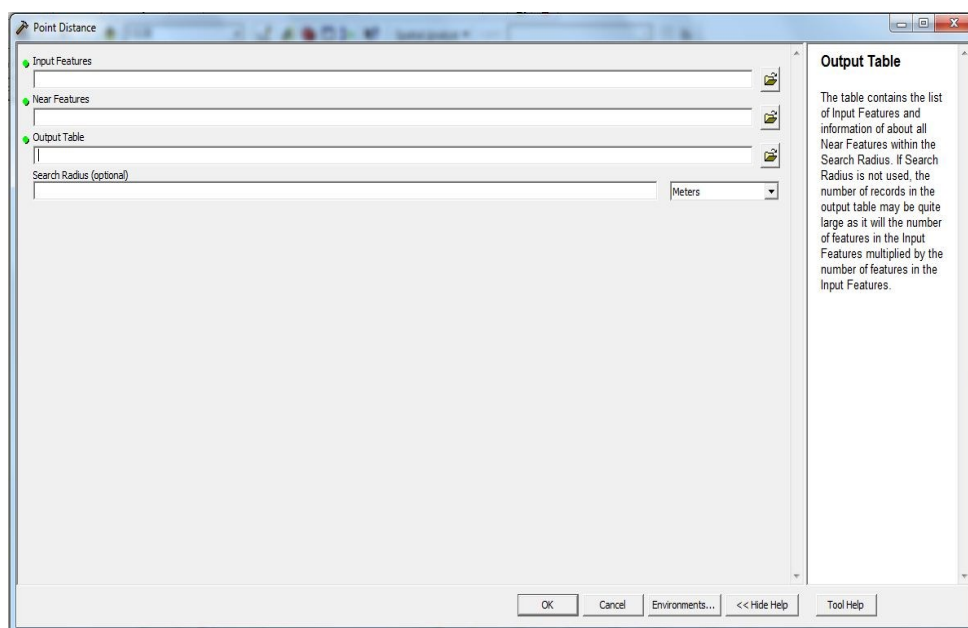 Point Distance
Input Features
Near Features
Output Table
Search Radius (optional)
Meters
Output Table
The table contains the list
of Input Features and
information of about all
Near Features within the
Search Radius. If Search
Radius is not used, the
number of records in the
output table may be quite
large as it will the number
of features in the Input
Features multiplied by the
number of features in the
Input Features.
OK
Cancel
Environments...
<< Hide Help
Tool Help